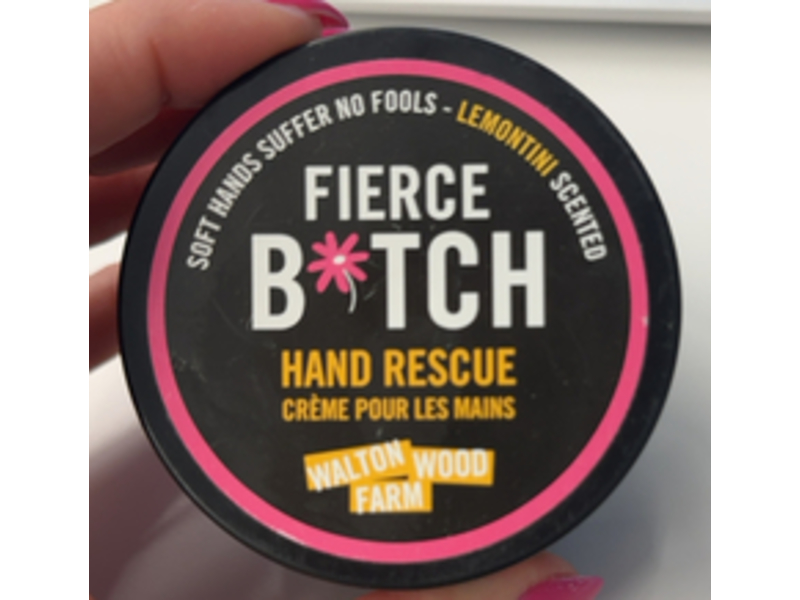 SOFT HANDS SUFFER NO FOOLS - LEMONTINI SCENTED
FIERCE
B*TCH
HAND RESCUE
CRÈME POUR LES MAINS
WALTON WOOD
FARM